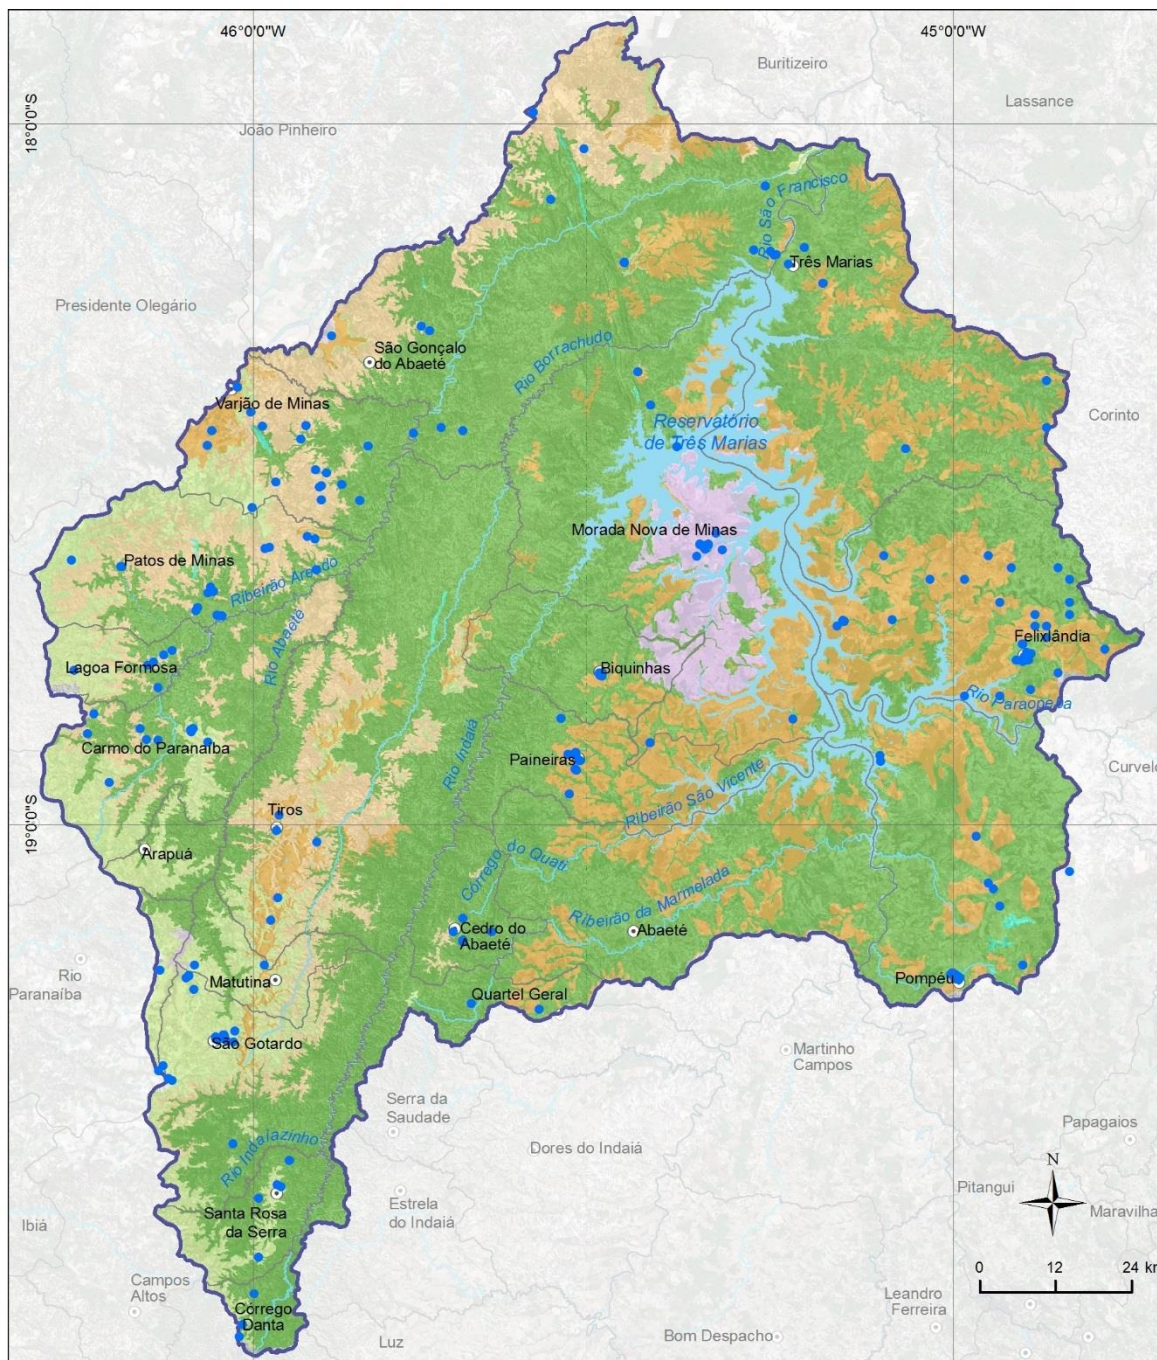 46°0'0"W
45°0'0"W
Buritizeiro
Lassance
18°0'0"S
João Pinheiro
Rio São Francisco
Três Marias
Presidente Olegário
São Gonçalo
do Abaeté
Rio Borrachudo
Varjão de Minas
Corinto
Reservatório
de Três Marias
Morada Nova de Minas
Patos de Minas
Ribeirão Areado
Rio Abaeté
Felixlândia
Lagoa Formosa
Biquinhas
Rio Paraopeba
Carmo do Paranaíba
Rio Indaiá
Paineiras
Curvelo
Ribeirão São Vicente
Tiros
19°0'0"S
Arapuá
Córrego do Quati
Ribeirão da Marmelada
Cedro do
Abaeté
Abaeté
Rio
Paranaíba
Matutina
Quartel Geral
Pompéu
São Gotardo
Martinho
Campos
Serra da
Saudade
Papagaios
Rio Indaiazinho
Dores do Indaiá
N
Pitangui
Maravilha
Estrela
do Indaiá
Santa Rosa
da Serra
Ibiá
0 12 24 km
Campos
Altos
Córrego
Danta
Leandro
Ferreira
Luz
Bom Despacho